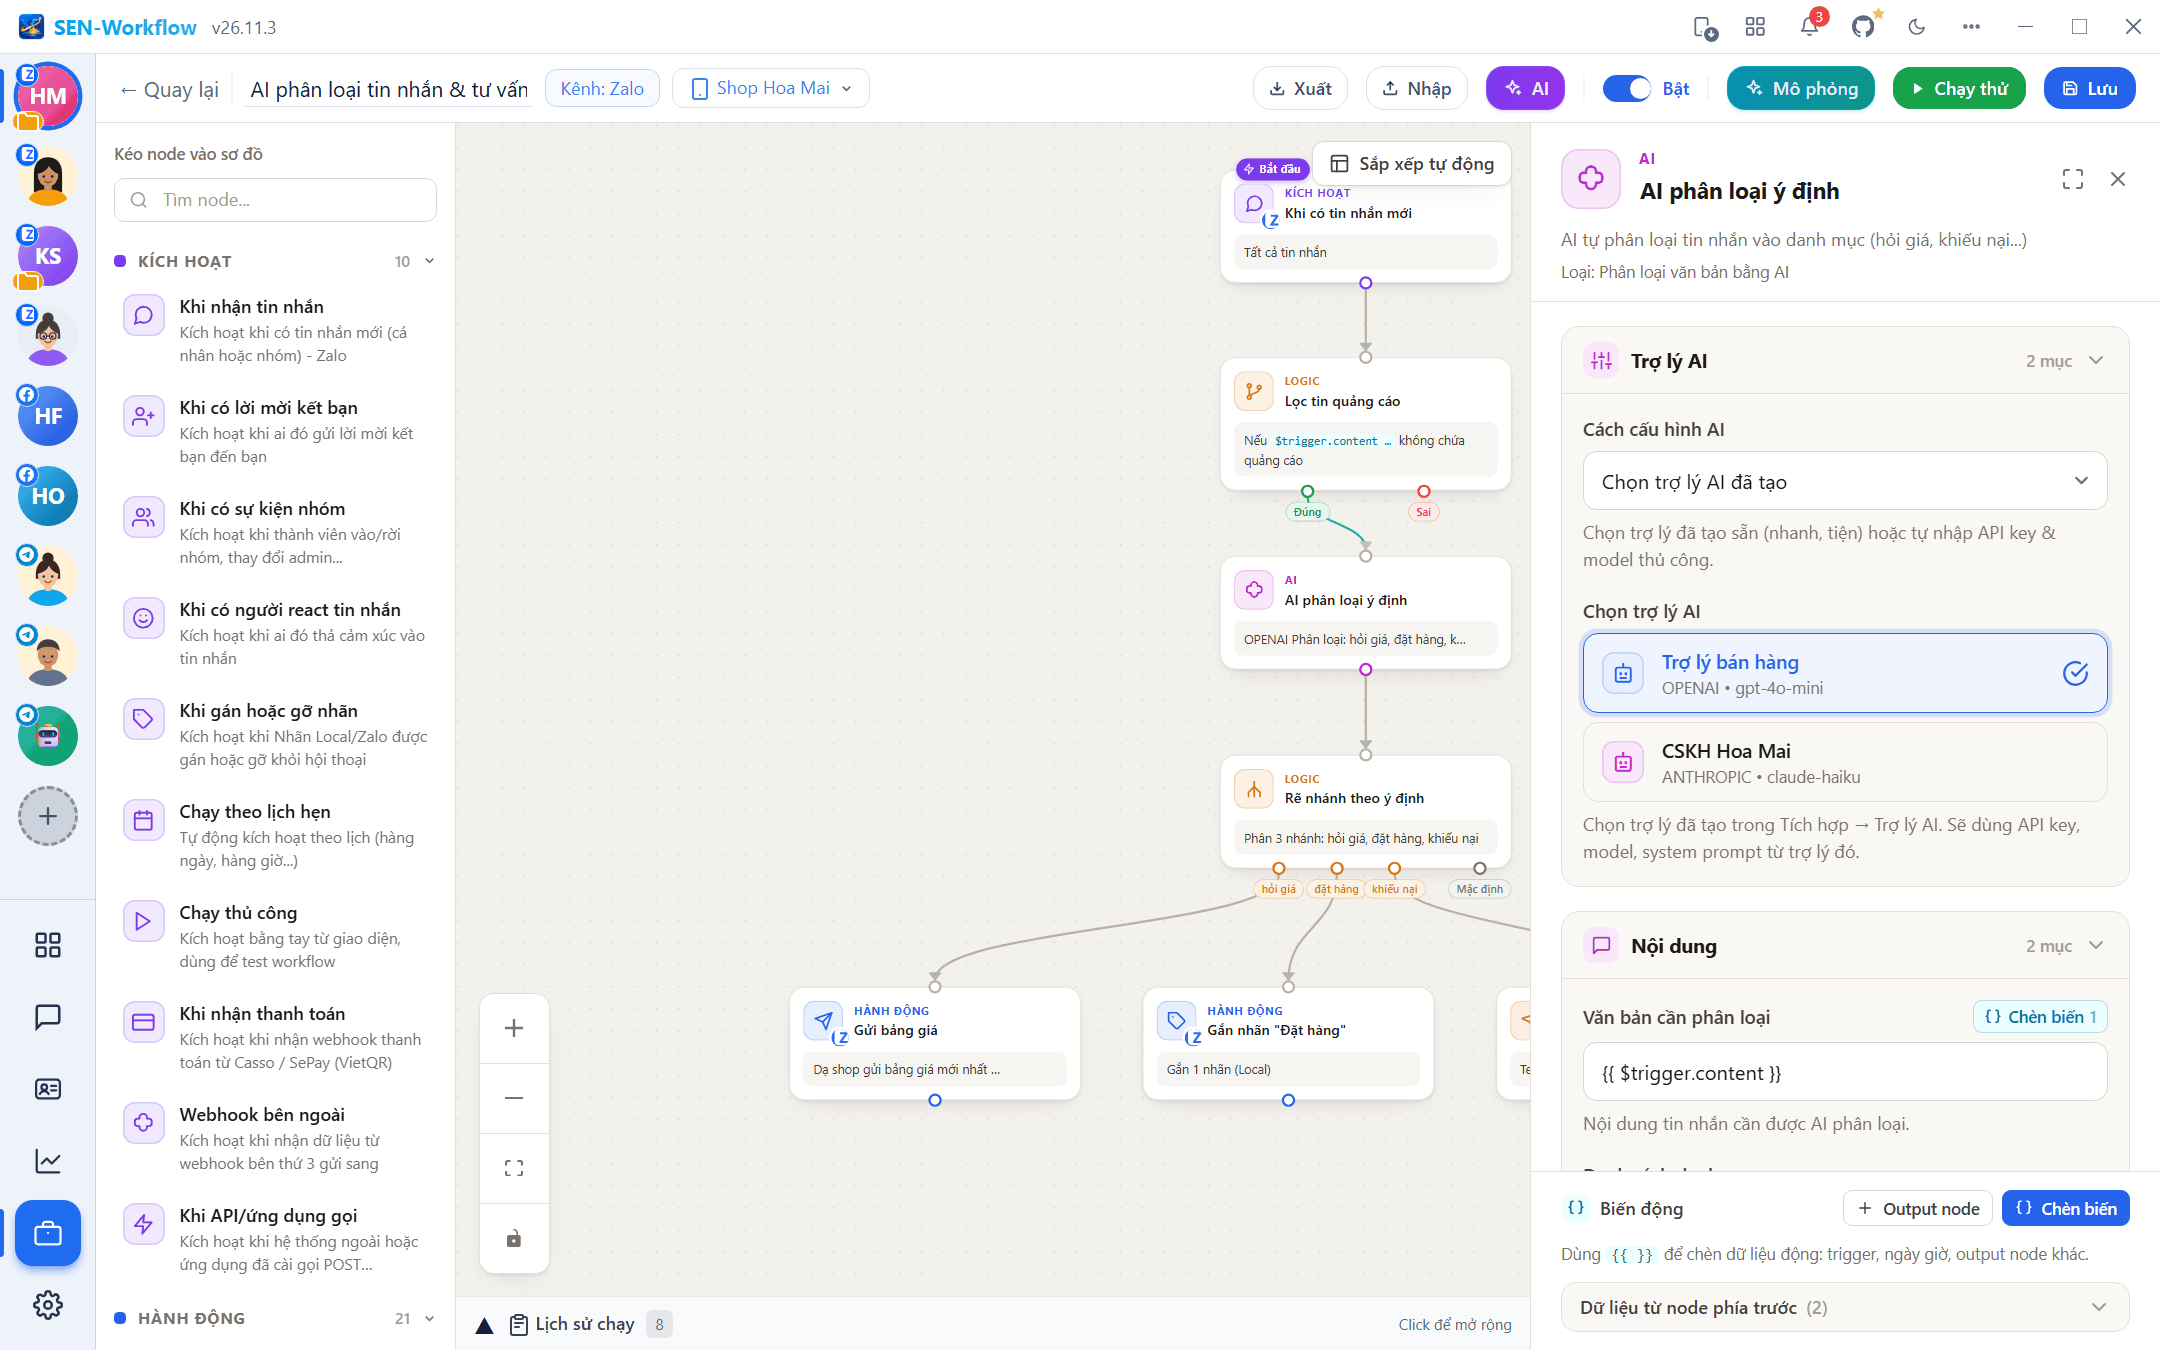 SEN-Workflow v26.11.3
3
← Quay lại
AI phân loại tin nhắn & tư vấn
Kênh: Zalo
Shop Hoa Mai
Xuất
Nhập
AI
Bật
Mô phỏng
Chạy thử
Lưu
HM
KS
HF
HO
Kéo node vào sơ đồ
Tìm node...
KÍCH HOẠT 10
Khi nhận tin nhắn
Kích hoạt khi có tin nhắn mới (cá
nhân hoặc nhóm) - Zalo
Khi có lời mời kết bạn
Kích hoạt khi ai đó gửi lời mời kết
bạn đến bạn
Khi có sự kiện nhóm
Kích hoạt khi thành viên vào/rời
nhóm, thay đổi admin...
Khi có người react tin nhắn
Kích hoạt khi ai đó thả cảm xúc vào
tin nhắn
Khi gán hoặc gỡ nhãn
Kích hoạt khi Nhãn Local/Zalo được
gán hoặc gỡ khỏi hội thoại
Chạy theo lịch hẹn
Tự động kích hoạt theo lịch (hàng
ngày, hàng giờ...)
Chạy thủ công
Kích hoạt bằng tay từ giao diện,
dùng để test workflow
Khi nhận thanh toán
Kích hoạt khi nhận webhook thanh
toán từ Casso / SePay (VietQR)
Webhook bên ngoài
Kích hoạt khi nhận dữ liệu từ
webhook bên thứ 3 gửi sang
Khi API/ứng dụng gọi
Kích hoạt khi hệ thống ngoài hoặc
ứng dụng đã cài gọi POST...
HÀNH ĐỘNG 21
Bắt đầu
Sắp xếp tự động
KÍCH HOẠT
Khi có tin nhắn mới
Tất cả tin nhắn
LOGIC
Lọc tin quảng cáo
Nếu $trigger.content … không chứa
quảng cáo
Đúng
Sai
AI
AI phân loại ý định
OPENAI Phân loại: hỏi giá, đặt hàng, k...
LOGIC
Rẽ nhánh theo ý định
Phân 3 nhánh: hỏi giá, đặt hàng, khiếu nại
hỏi giá
đặt hàng
khiếu nại
Mặc định
HÀNH ĐỘNG
Gửi bảng giá
Dạ shop gửi bảng giá mới nhất ...
HÀNH ĐỘNG
Gắn nhãn "Đặt hàng"
Gắn 1 nhãn (Local)
Te
Lịch sử chạy 8
Click để mở rộng
AI
AI phân loại ý định
AI tự phân loại tin nhắn vào danh mục (hỏi giá, khiếu nại...)
Loại: Phân loại văn bản bằng AI
Trợ lý AI
2 mục
Cách cấu hình AI
Chọn trợ lý AI đã tạo
Chọn trợ lý đã tạo sẵn (nhanh, tiện) hoặc tự nhập API key &
model thủ công.
Chọn trợ lý AI
Trợ lý bán hàng
OPENAI • gpt-4o-mini
CSKH Hoa Mai
ANTHROPIC • claude-haiku
Chọn trợ lý đã tạo trong Tích hợp → Trợ lý AI. Sẽ dùng API key,
model, system prompt từ trợ lý đó.
Nội dung
2 mục
Văn bản cần phân loại
{} Chèn biến 1
{{ $trigger.content }}
Nội dung tin nhắn cần được AI phân loại.
{} Biến động
+ Output node
{} Chèn biến
Dùng {{ }} để chèn dữ liệu động: trigger, ngày giờ, output node khác.
Dữ liệu từ node phía trước (2)